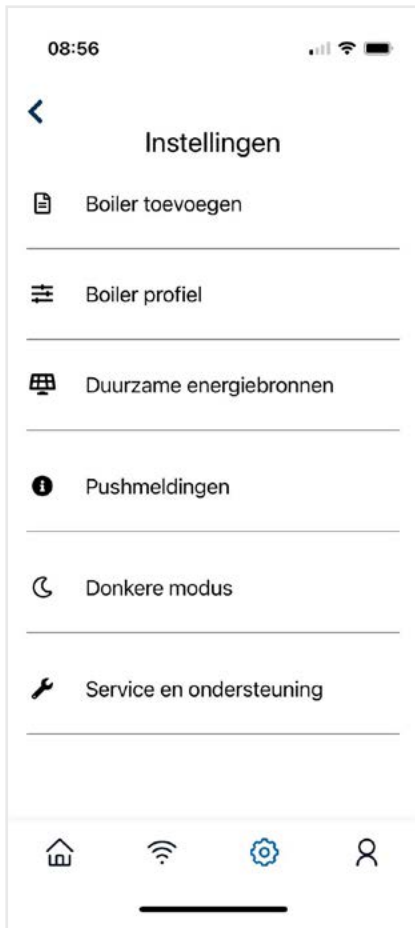 08:56
Instellingen
Boiler toevoegen
Boiler profiel
Duurzame energiebronnen
Pushmeldingen
Donkere modus
Service en ondersteuning